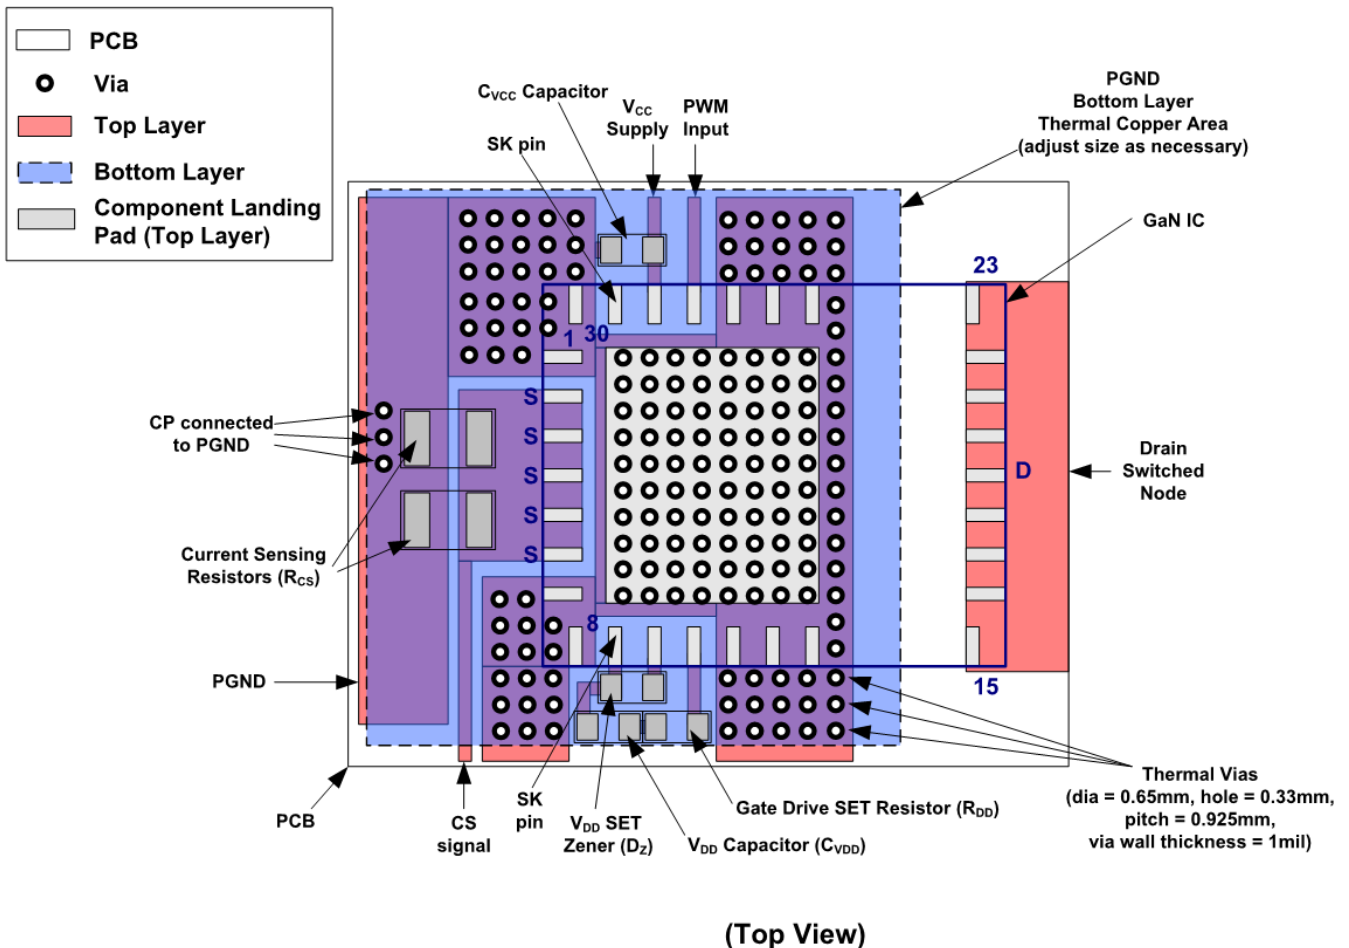 PCB
Via
Top Layer
Bottom Layer
Component Landing
Pad (Top Layer)
CVCC Capacitor
SK pin
VCC
Supply
PWM
Input
PGND
Bottom Layer
Thermal Copper Area
(adjust size as necessary)
GaN IC
23
1
30
S
S
S
S
S
D
8
15
CP connected
to PGND
Drain
Switched
Node
Current Sensing
Resistors (RCS)
PGND
PCB
CS
signal
SK
pin
VDD SET
Zener (DZ)
VDD Capacitor (CVDD)
Gate Drive SET Resistor (RDD)
Thermal Vias
(dia = 0.65mm, hole = 0.33mm,
pitch = 0.925mm,
via wall thickness = 1mil)
(Top View)